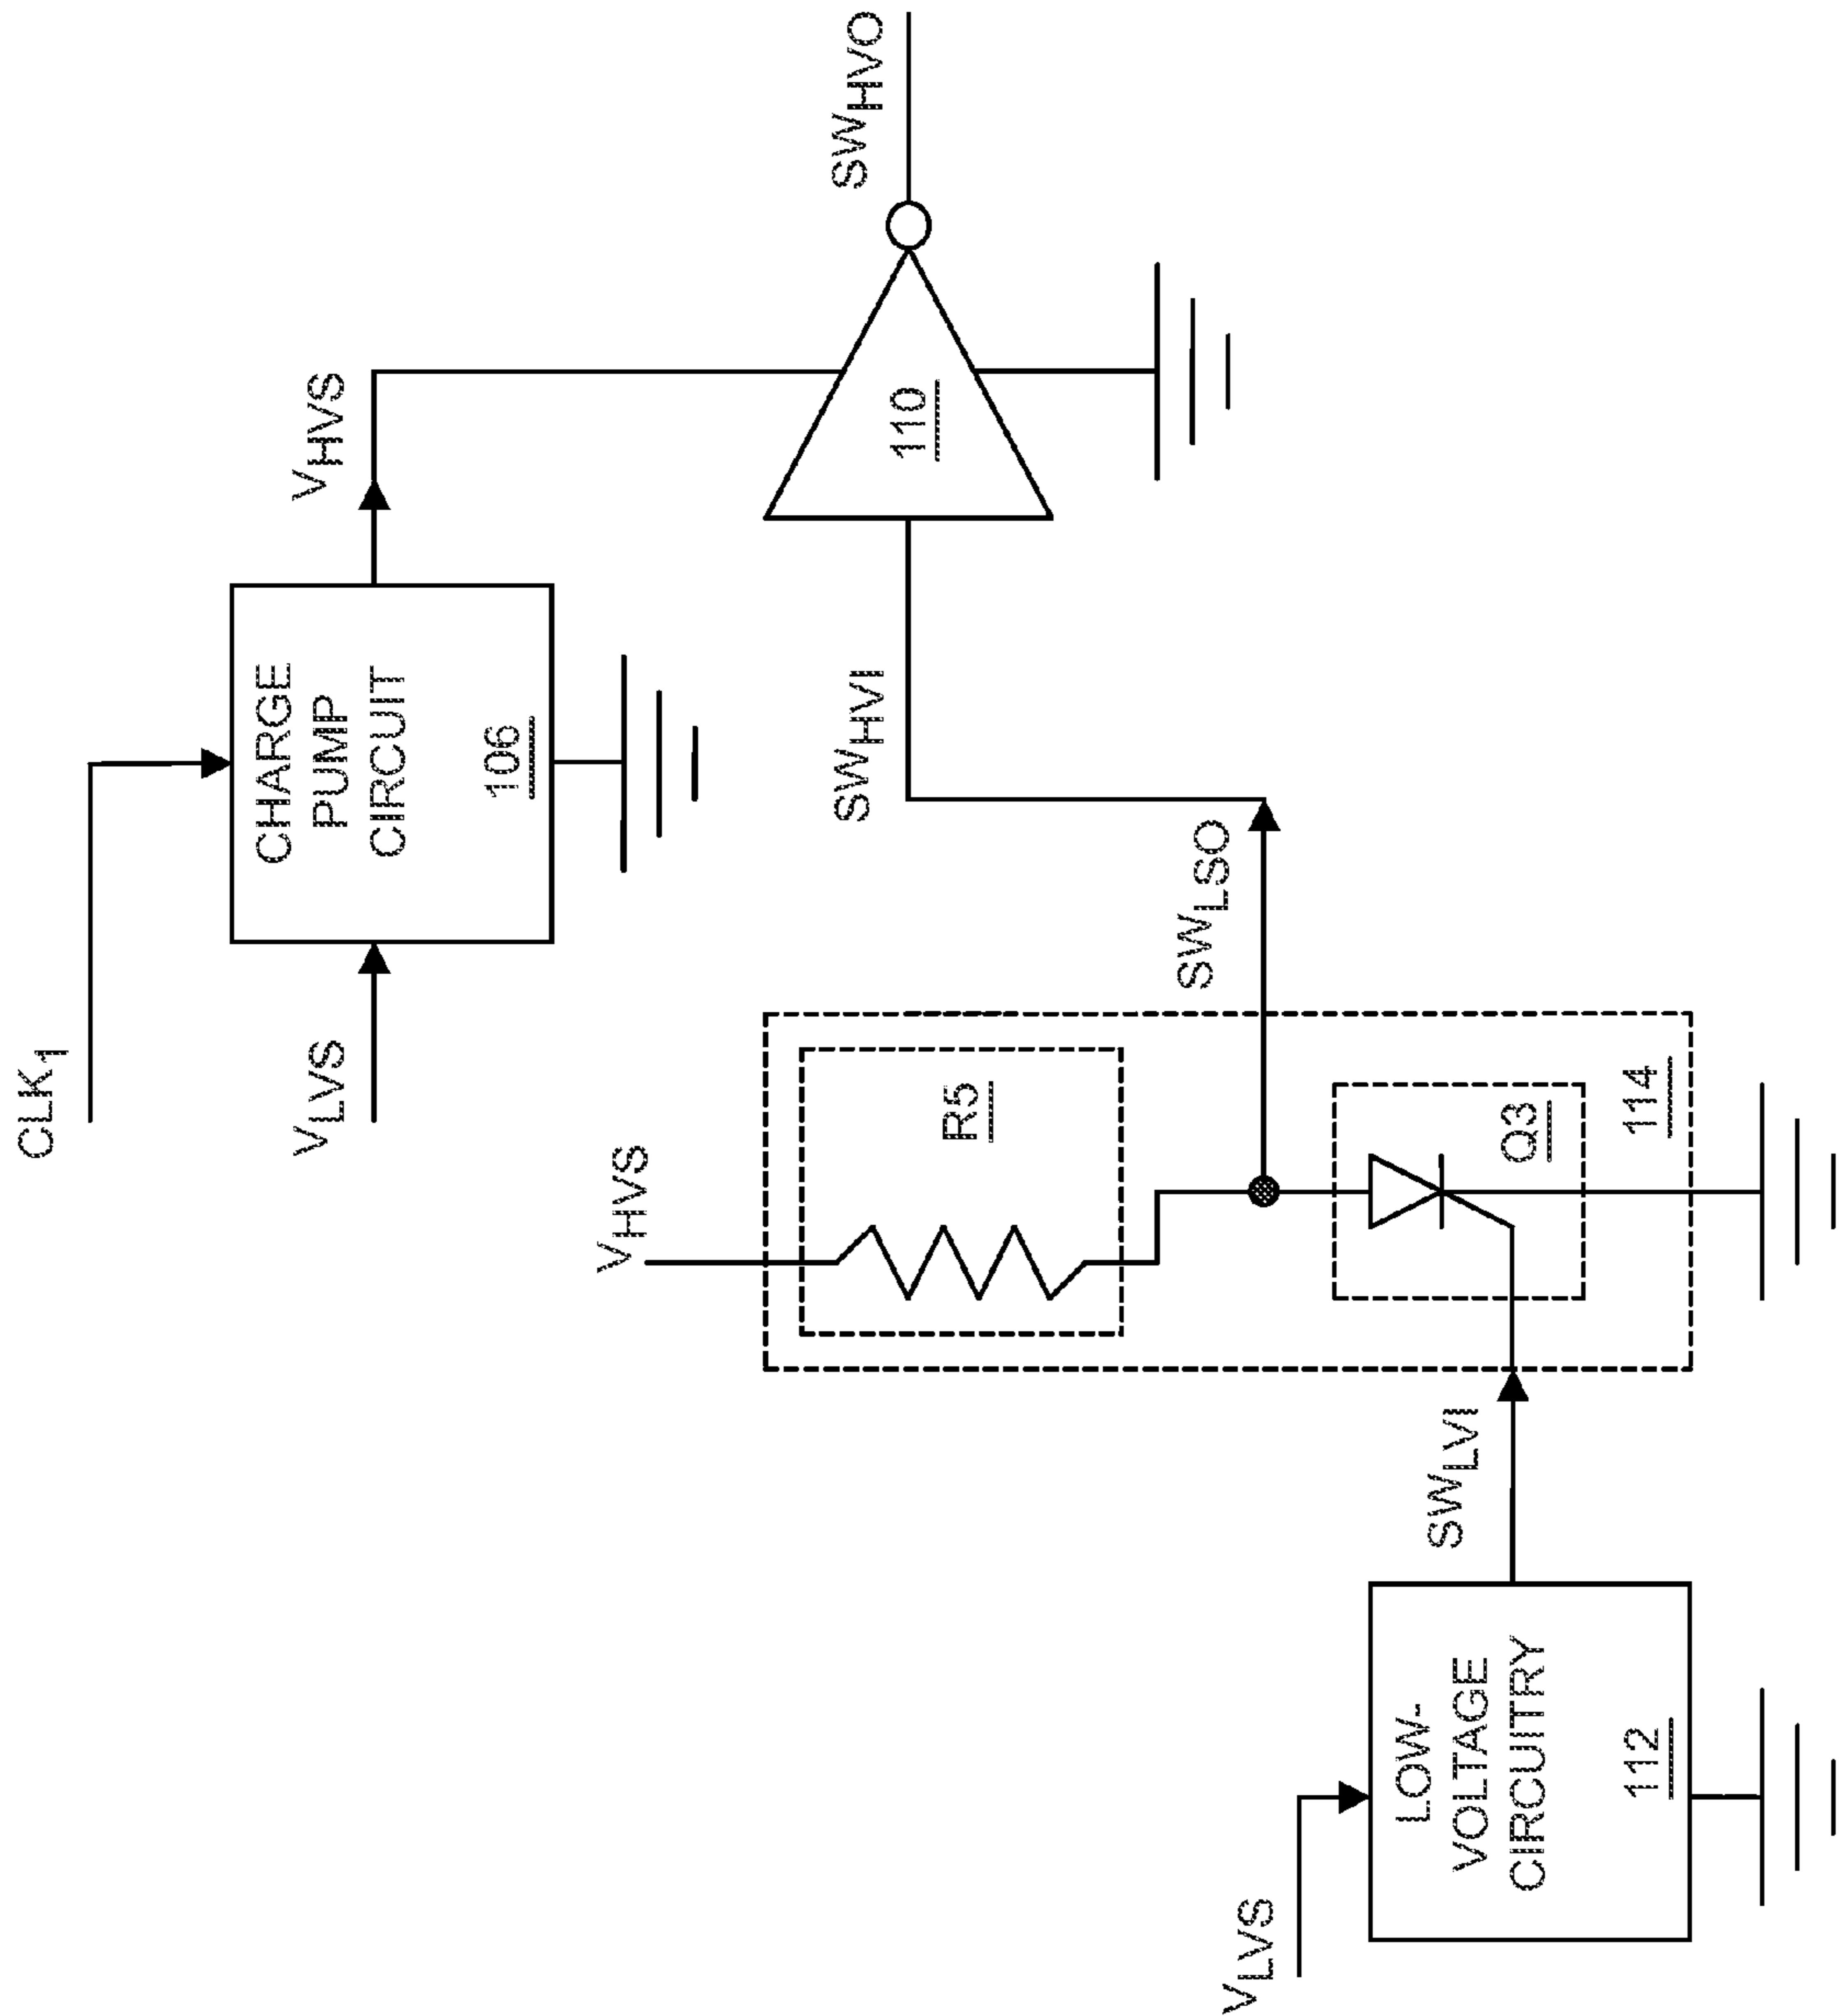 CLK1
VLVS
CHARGE
PUMP
CIRCUIT
106
VHVS
VHVS
R5
SWHVI
110
SWHVO
SWLSO
Q3
114
VLVS
LOW-
VOLTAGE
CIRCUITRY
112
SWLVI